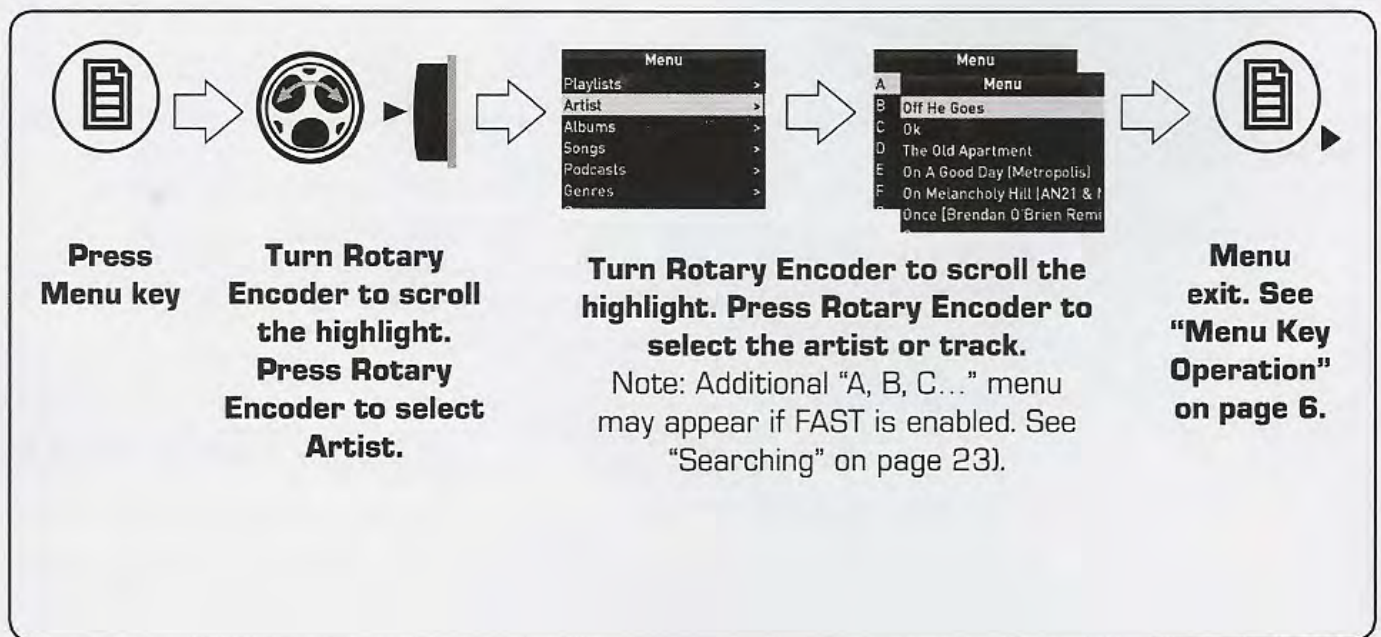 Menu
Playlists >
Artist >
Albums >
Songs >
Podcasts >
Genres >
Menu
A
B
C
D
E
F
Menu
Off He Goes
Ok
The Old Apartment
On A Good Day (Metropolis)
On Melancholy Hill (AN21 &
Once [Brendan O'Brien Remi
Press
Menu key
Turn Rotary
Encoder to scroll
the highlight.
Press Rotary
Encoder to select
Artist.
Turn Rotary Encoder to scroll the
highlight. Press Rotary Encoder to
select the artist or track.
Note: Additional “A, B, C...” menu
may appear if FAST is enabled. See
“Searching” on page 23).
Menu
exit. See
“Menu Key
Operation”
on page 6.